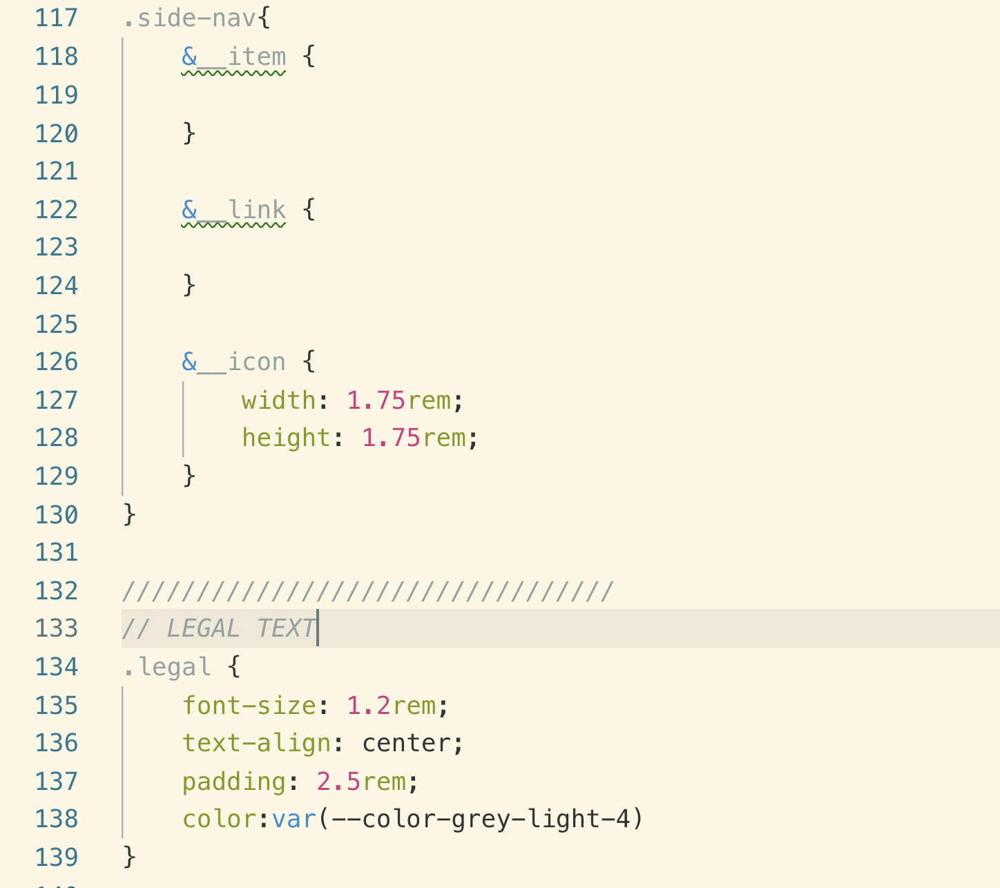 117 .side-nav{
118     &__item {
119
120     }
121
122     &__link {
123
124     }
125
126     &__icon {
127         width: 1.75rem;
128         height: 1.75rem;
129     }
130 }
131
132 /////////////////////////////////
133 // LEGAL TEXT
134 .legal {
135     font-size: 1.2rem;
136     text-align: center;
137     padding: 2.5rem;
138     color:var(--color-grey-light-4)
139 }